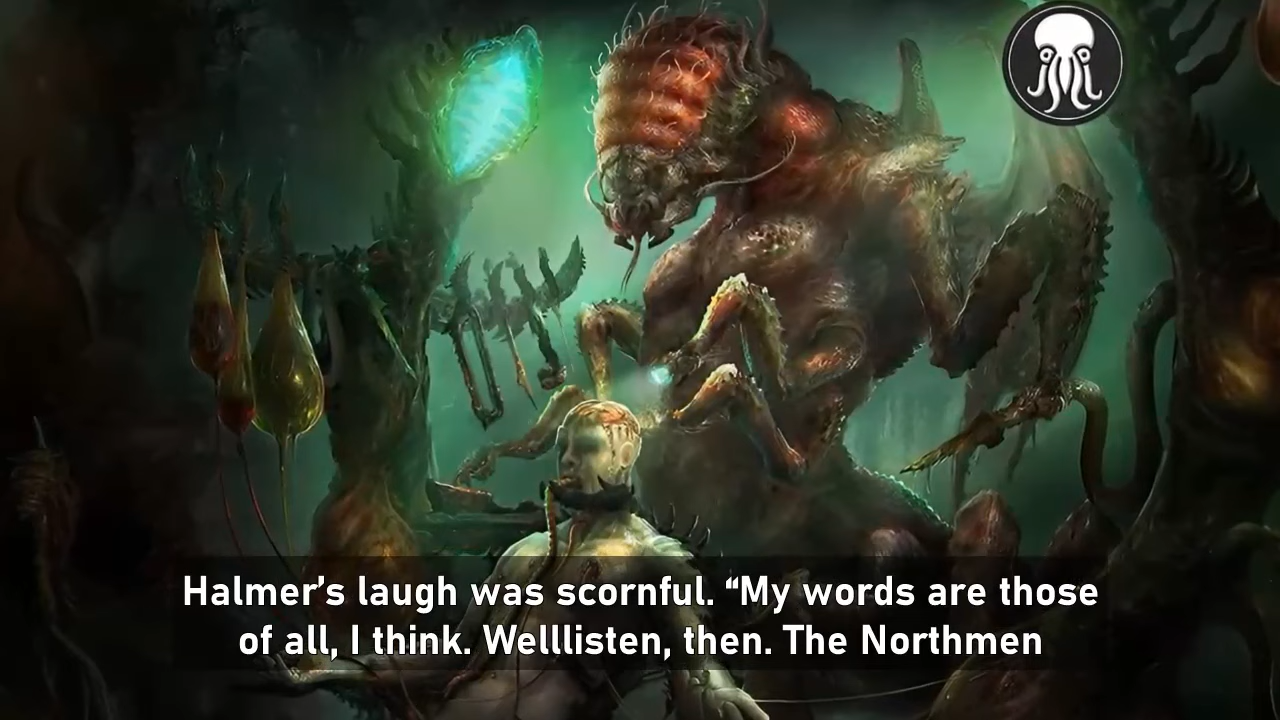 Halmer’s laugh was scornful. “My words are those
of all, I think. Welllisten, then. The Northmen